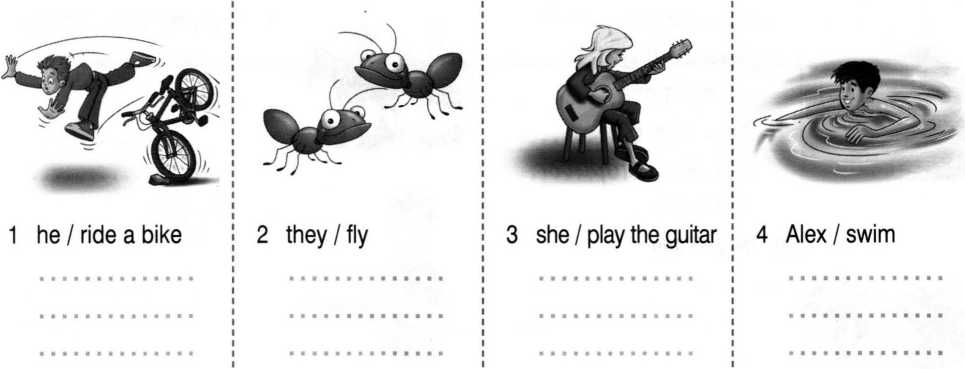 1 he / ride a bike
2 they / fly
3 she / play the guitar
4 Alex / swim